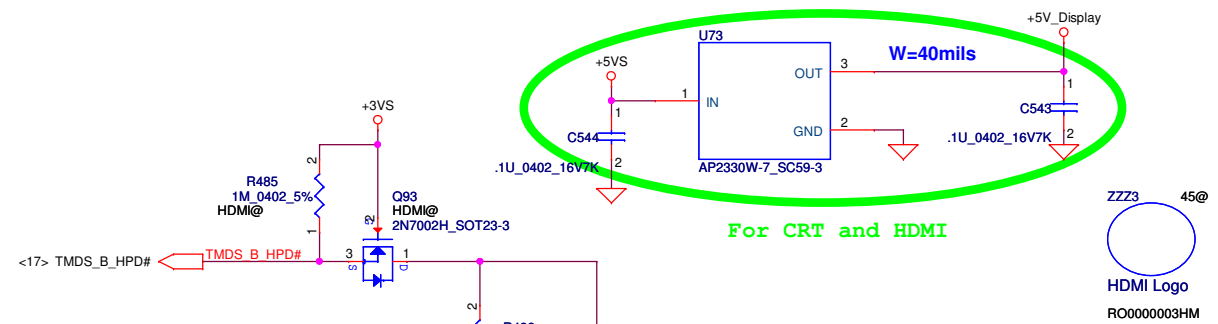 +5V_Display
U73
W=40mils
+5VS
OUT
3
1
IN
1
1
C543
C544
GND
2
2
.1U_0402_16V7K
2
.1U_0402_16V7K
AP2330W-7_SC59-3
+3VS
2
R485
1M_0402_5%
HDMI@
Q93
HDMI@
2N7002H_SOT23-3
2
G
1
For CRT and HDMI
ZZZ3
45@
HDMI Logo
RO0000003HM
<17>
TMDS_B_HPD#
TMDS_B_HPD#
3
S
D
1
2